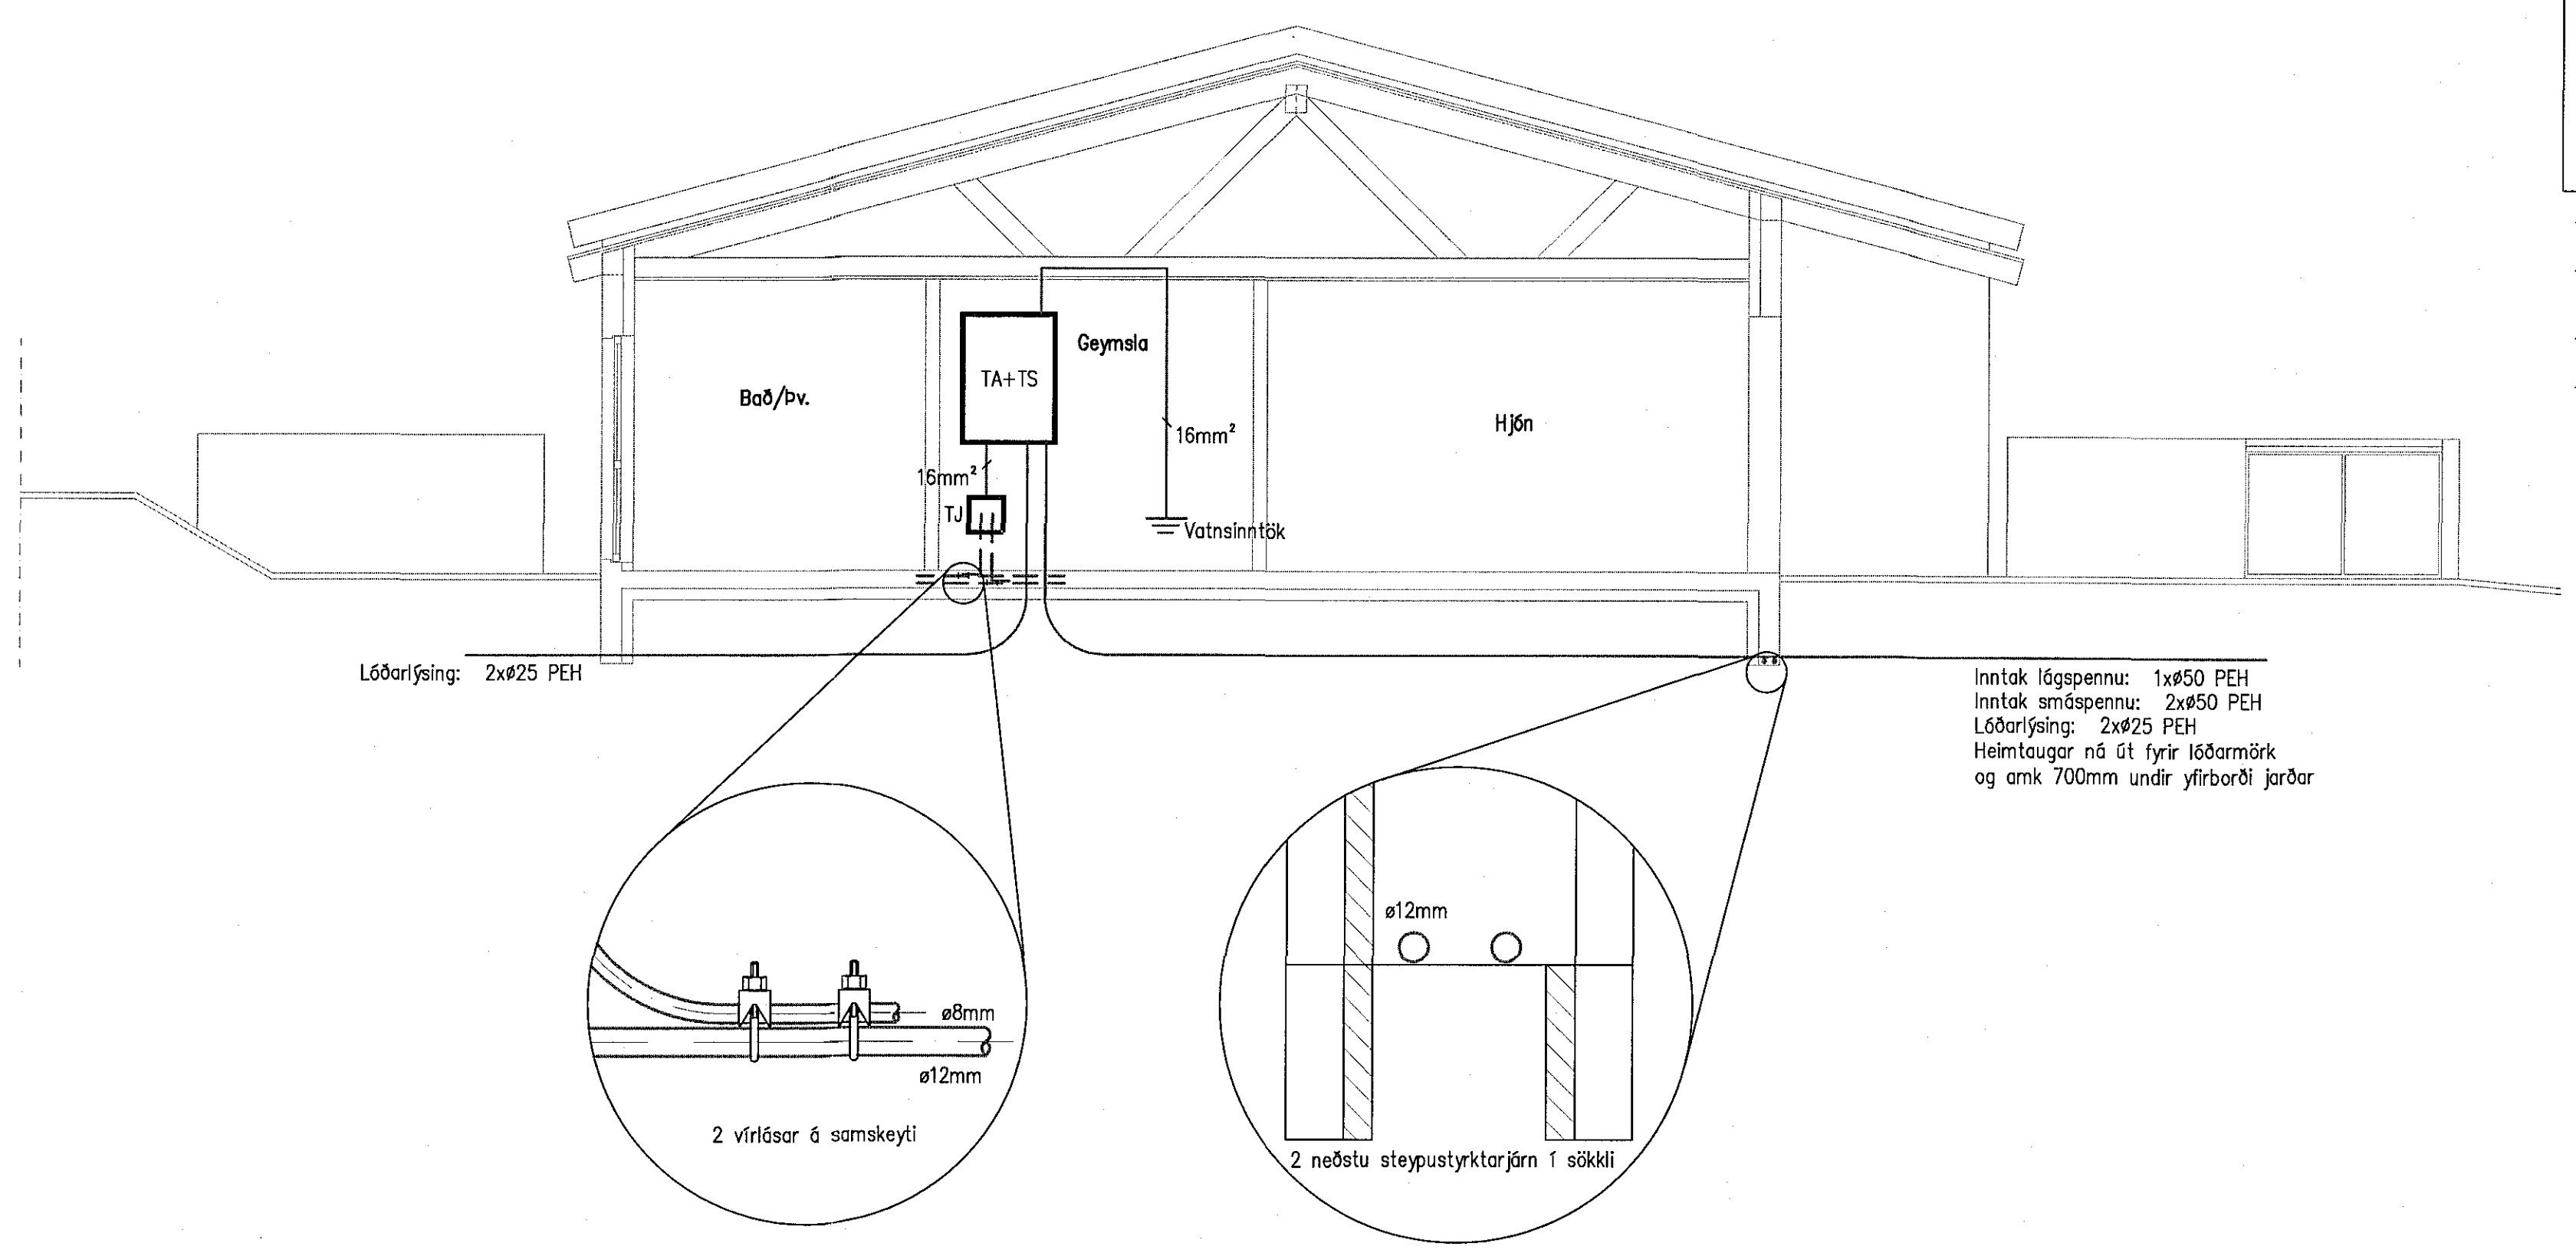 Geymsla
TA+TS
Bað/Þv.
Hjón
16mm²
16mm²
TJ
Vatnsinntök
Lóðarlýsing: 2xø25 PEH
Inntak lágspennu: 1xø50 PEH
Inntak smáspennu: 2xø50 PEH
Lóðarlýsing: 2xø25 PEH
Heimtaugar ná út fyrir lóðarmörk
og amk 700mm undir yfirborði jarðar
ø8mm
ø12mm
2 vírlásar á samskeyti
ø12mm
2 neðstu steypustyrktarjárn í sökkli